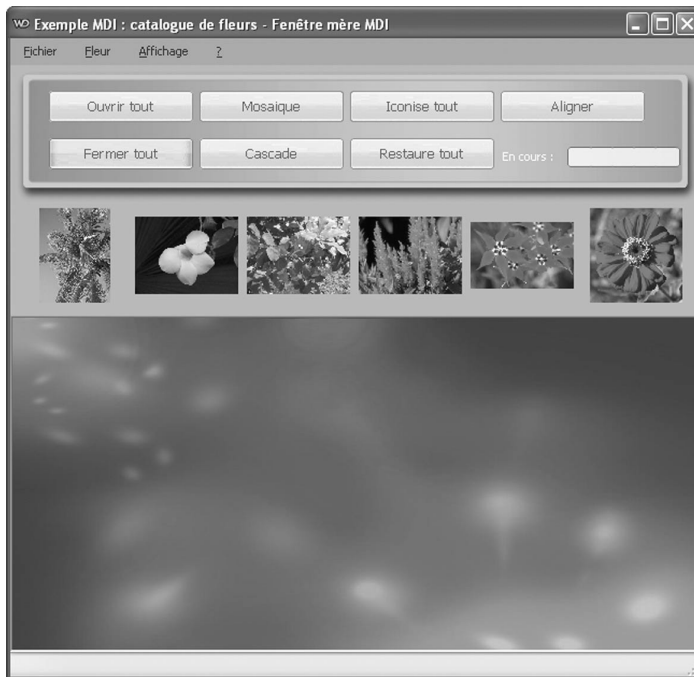 WD Exemple MDI : catalogue de fleurs - Fenêtre mère MDI
Fichier Fleur Affichage ?
Ouvrir tout Mosaique Iconise tout Aligner
Fermer tout Cascade Restaure tout En cours :